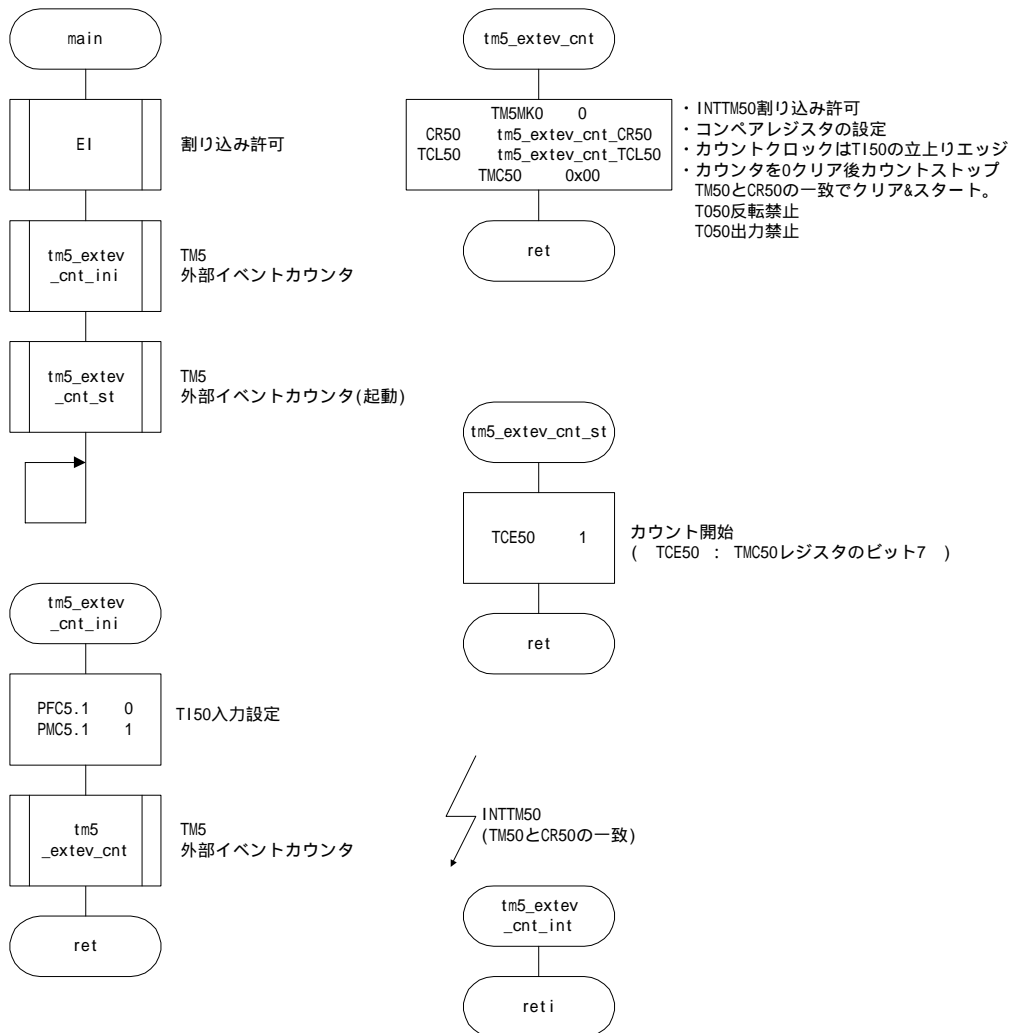 main
EI
割り込み許可
tm5_extev
_cnt_ini
TM5
外部イベントカウンタ
tm5_extev
_cnt_st
TM5
外部イベントカウンタ(起動)
tm5_extev
_cnt_ini
PFC5.1 0
PMC5.1 1
TI50入力設定
tm5
_extev_cnt
TM5
外部イベントカウンタ
ret
tm5_extev_cnt
TM5MK0 0
CR50 tm5_extev_cnt_CR50
TCL50 tm5_extev_cnt_TCL50
TMC50 0x00
・INTTM50割り込み許可
・コンペアレジスタの設定
・カウントクロックはTI50の立上りエッジ
・カウンタを0クリア後カウントストップ
TM50とCR50の一致でクリア&スタート。
TO50反転禁止
TO50出力禁止
ret
tm5_extev_cnt_st
TCE50 1
カウント開始
( TCE50 : TMC50レジスタのビット7 )
ret
INTTM50
(TM50とCR50の一致)
tm5_extev
_cnt_int
reti